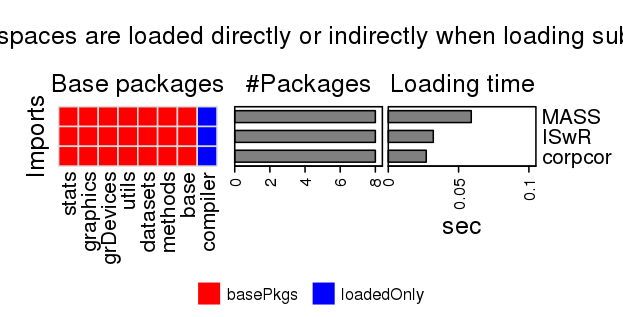 spaces are loaded directly or indirectly when loading sub
Base packages #Packages Loading time
Imports
MASS
ISwR
corpcor
stats
graphics
grDevices
utils
datasets
methods
base
compiler
0 2 4 6 8
0 0.05 0.1
sec
basePkgs loadedOnly